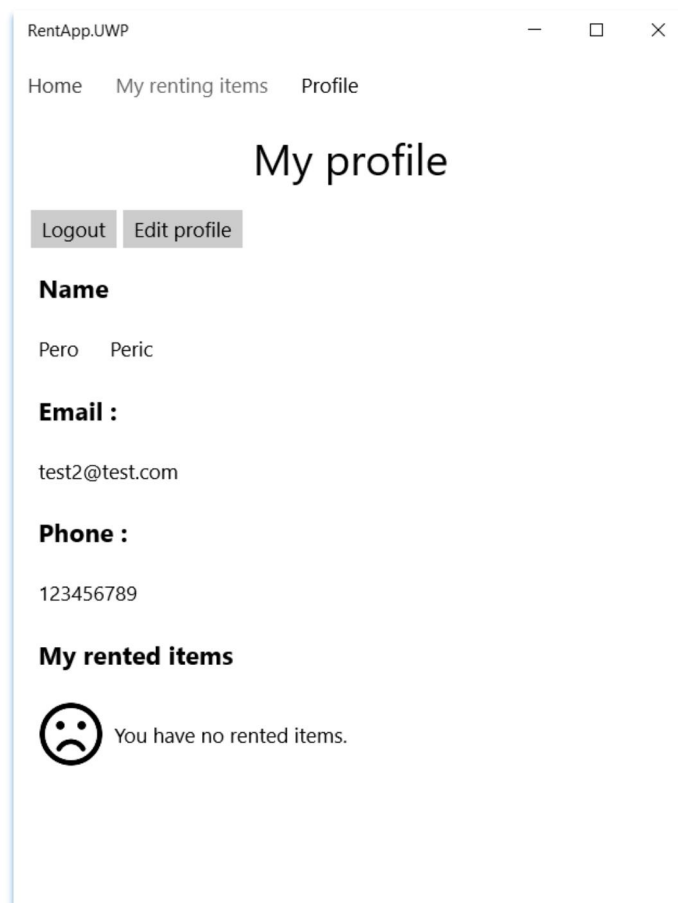 RentApp.UWP
Home My renting items Profile
My profile
Logout Edit profile
Name
Pero Peric
Email :
test2@test.com
Phone :
123456789
My rented items
You have no rented items.